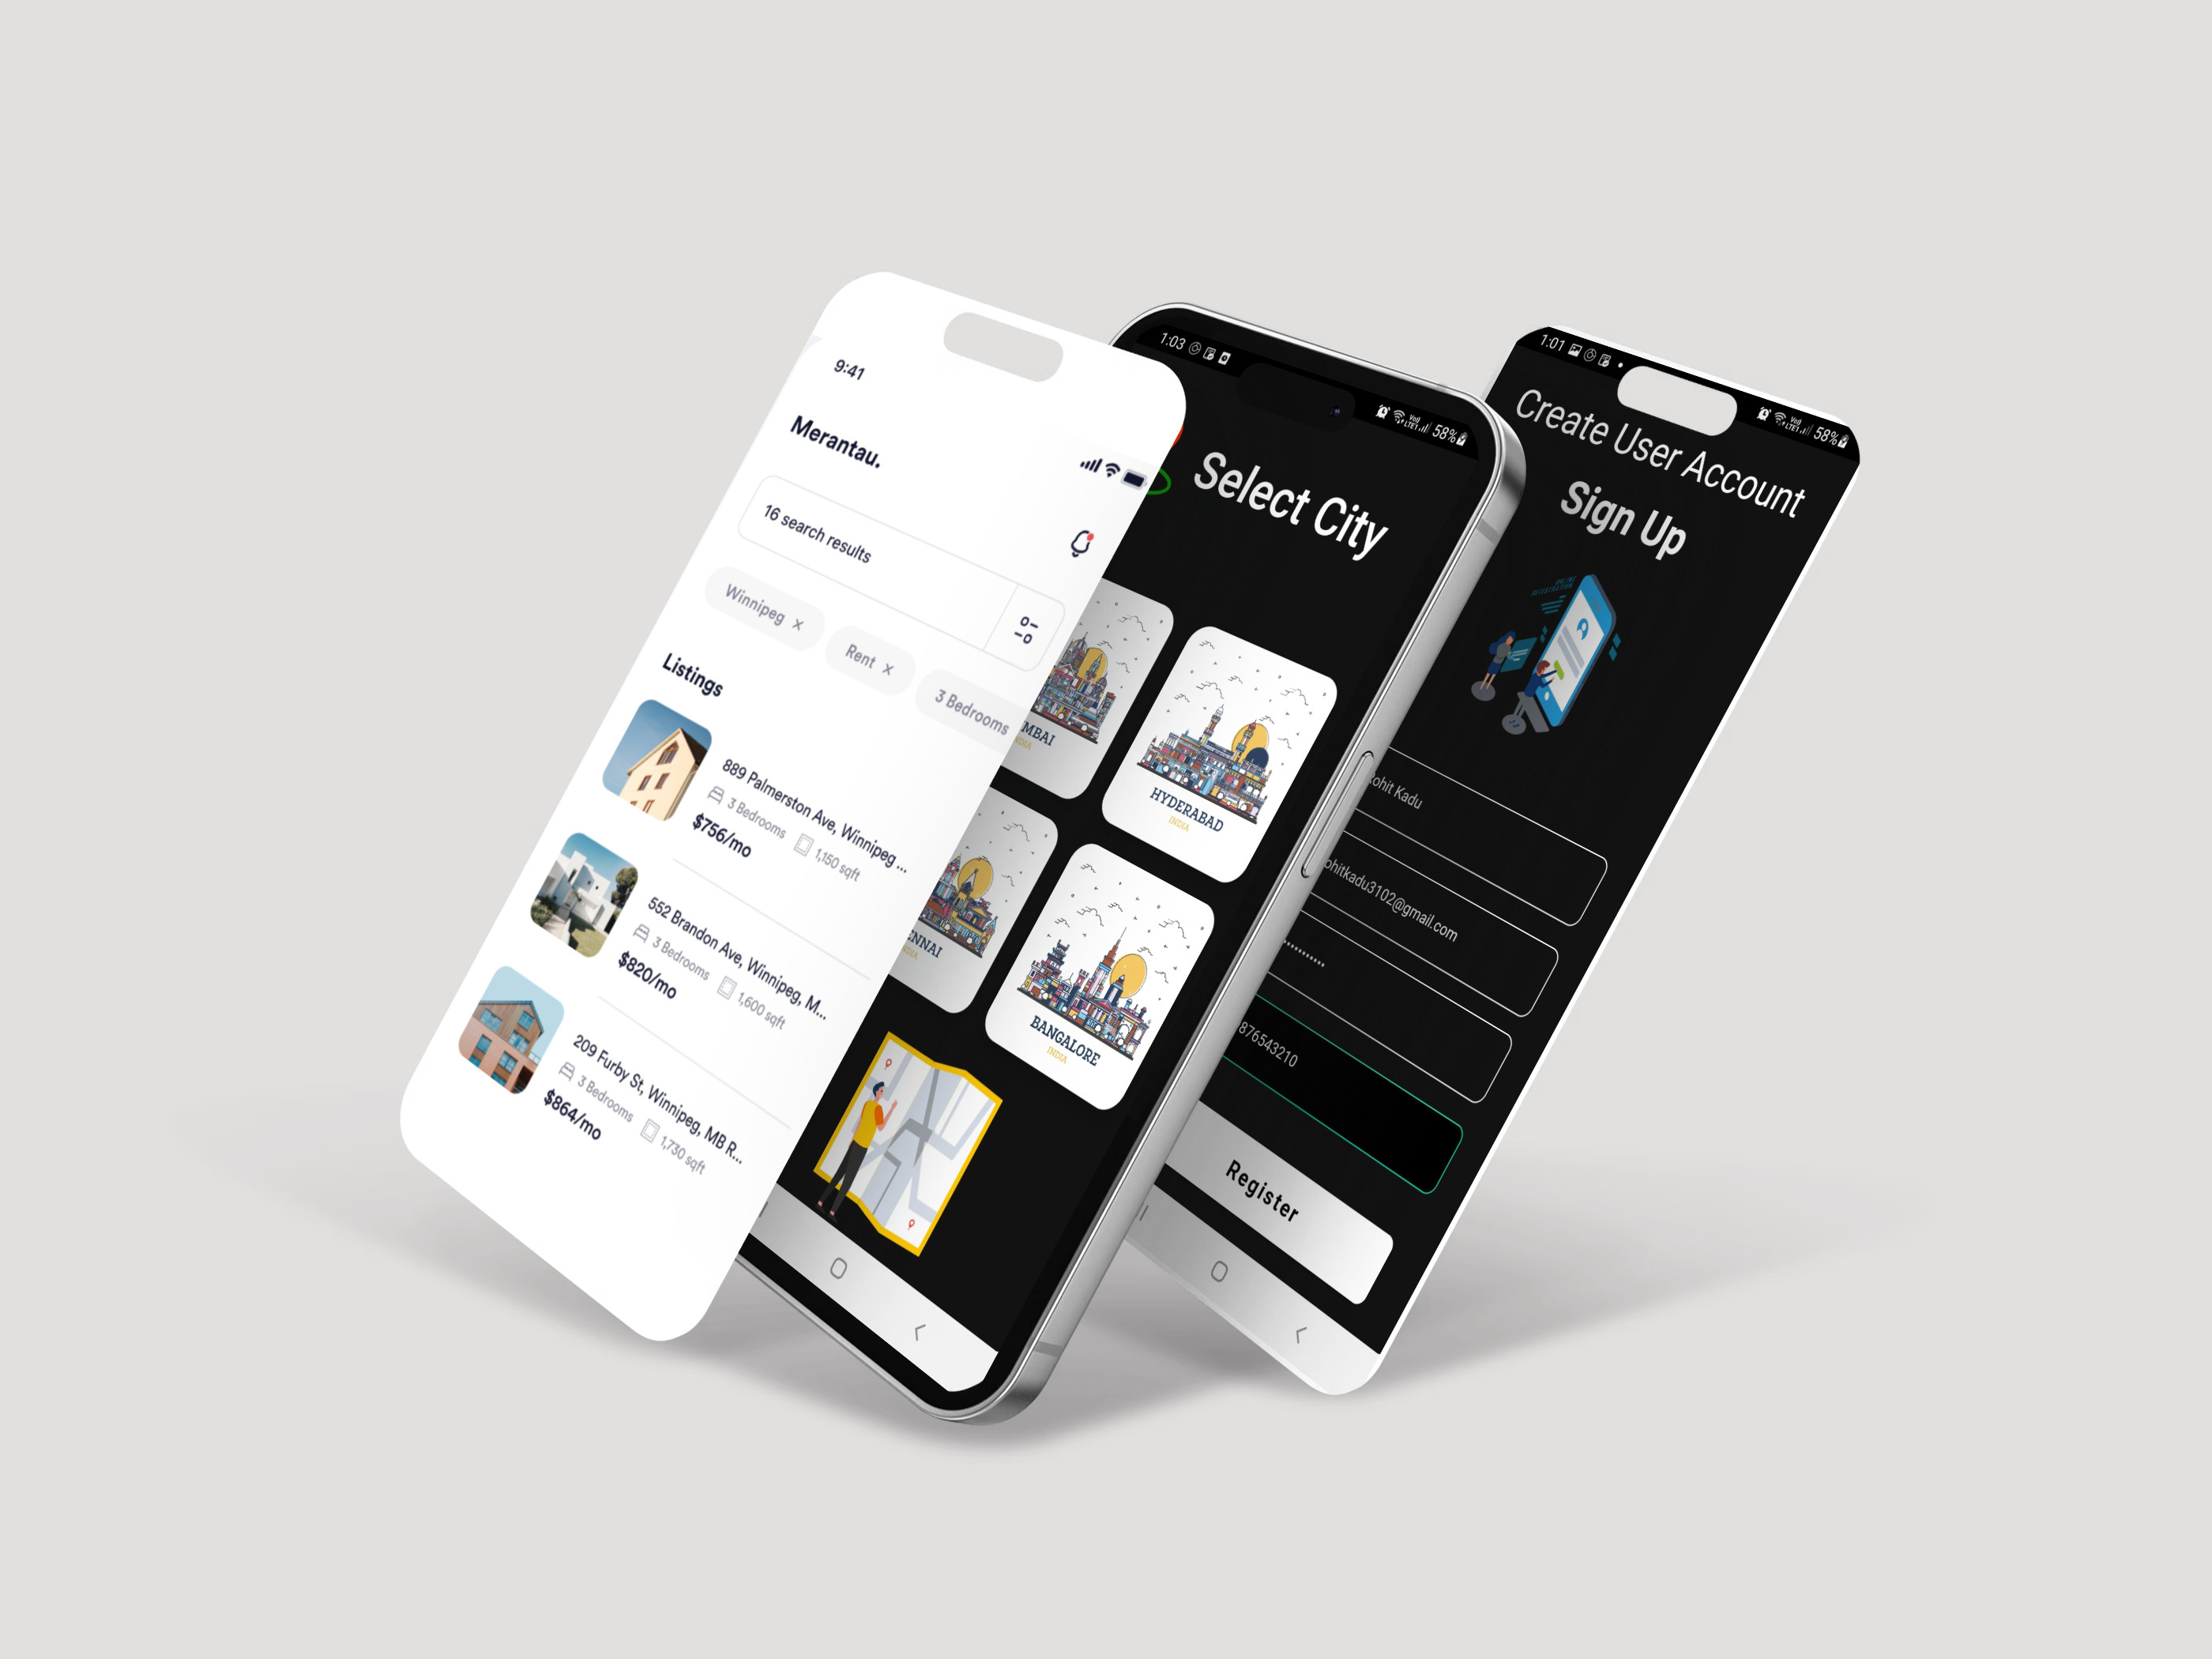 9:41
Merantau.
16 search results
Winnipeg ×
Rent ×
3 Bedrooms
Listings
889 Palmerston Ave, Winnipeg...
3 Bedrooms 1,150 sqft
$756/mo
552 Brandon Ave, Winnipeg, M...
3 Bedrooms 1,600 sqft
$820/mo
209 Furby St, Winnipeg, MB R...
3 Bedrooms 1,730 sqft
$864/mo
1:03
58%
Select City
MBAI
HYDERABAD
INDIA
ENNAI
BANGALORE
INDIA
1:01
58%
Create User Account
Sign Up
ONLINE
REGISTRATION
ohit Kadu
ohitkadu3102@gmail.com
876543210
Register